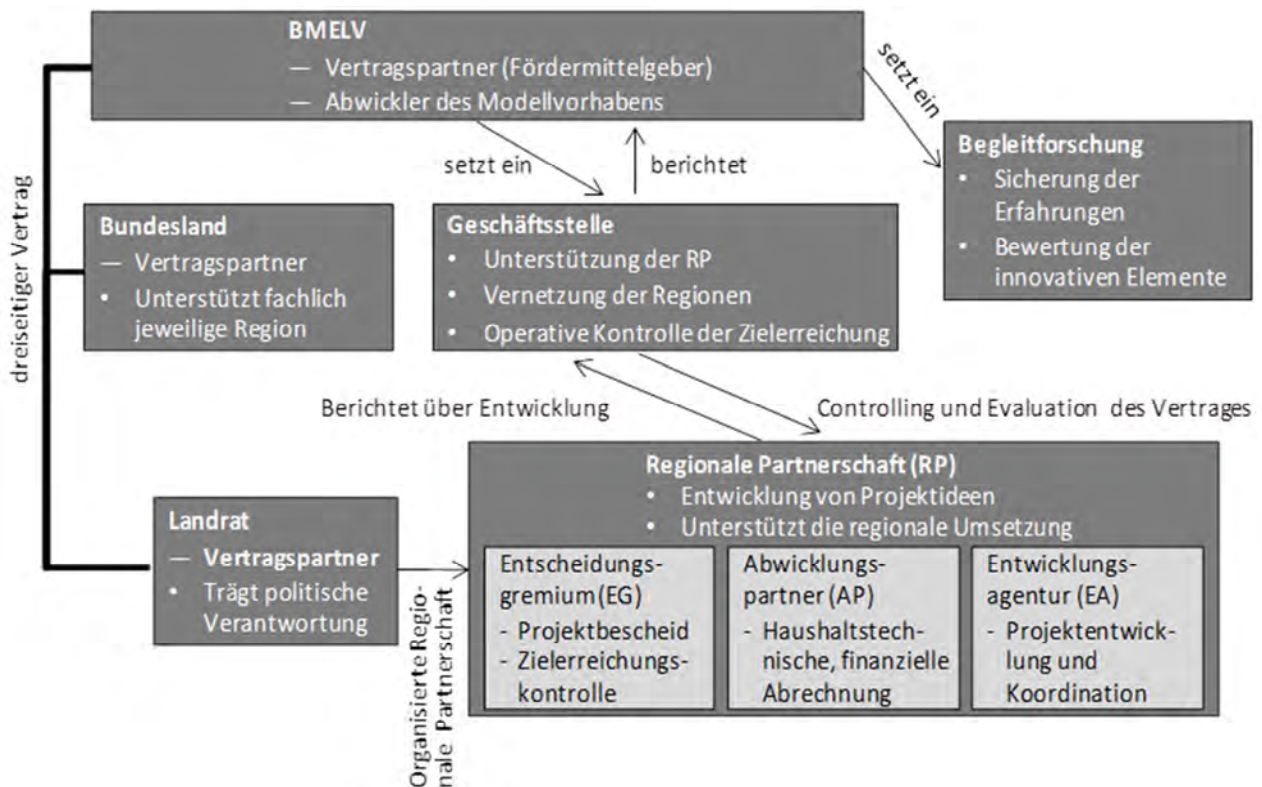 BMELV
— Vertragspartner (Fördermittelgeber)
— Abwickler des Modellvorhabens
setzt ein
setzt ein
berichtet
Begleitforschung
• Sicherung der
Erfahrungen
• Bewertung der
innovativen Elemente
dreiseitiger Vertrag
Bundesland
— Vertragspartner
• Unterstützt fachlich
jeweilige Region
Geschäftsstelle
• Unterstützung der RP
• Vernetzung der Regionen
• Operative Kontrolle der Zielerreichung
Berichtet über Entwicklung
Controlling und Evaluation des Vertrages
Landrat
— Vertragspartner
• Trägt politische
Verantwortung
Organisierte Regio-
nale Partnerschaft
Regionale Partnerschaft (RP)
• Entwicklung von Projektideen
• Unterstützt die regionale Umsetzung
Entscheidungs-
gremium (EG)
- Projektbescheid
- Zielerreichungs-
kontrolle
Abwicklungs-
partner (AP)
- Haushaltstech-
nische, finanzielle
Abrechnung
Entwicklungs-
agentur (EA)
- Projektentwick-
lung und
Koordination